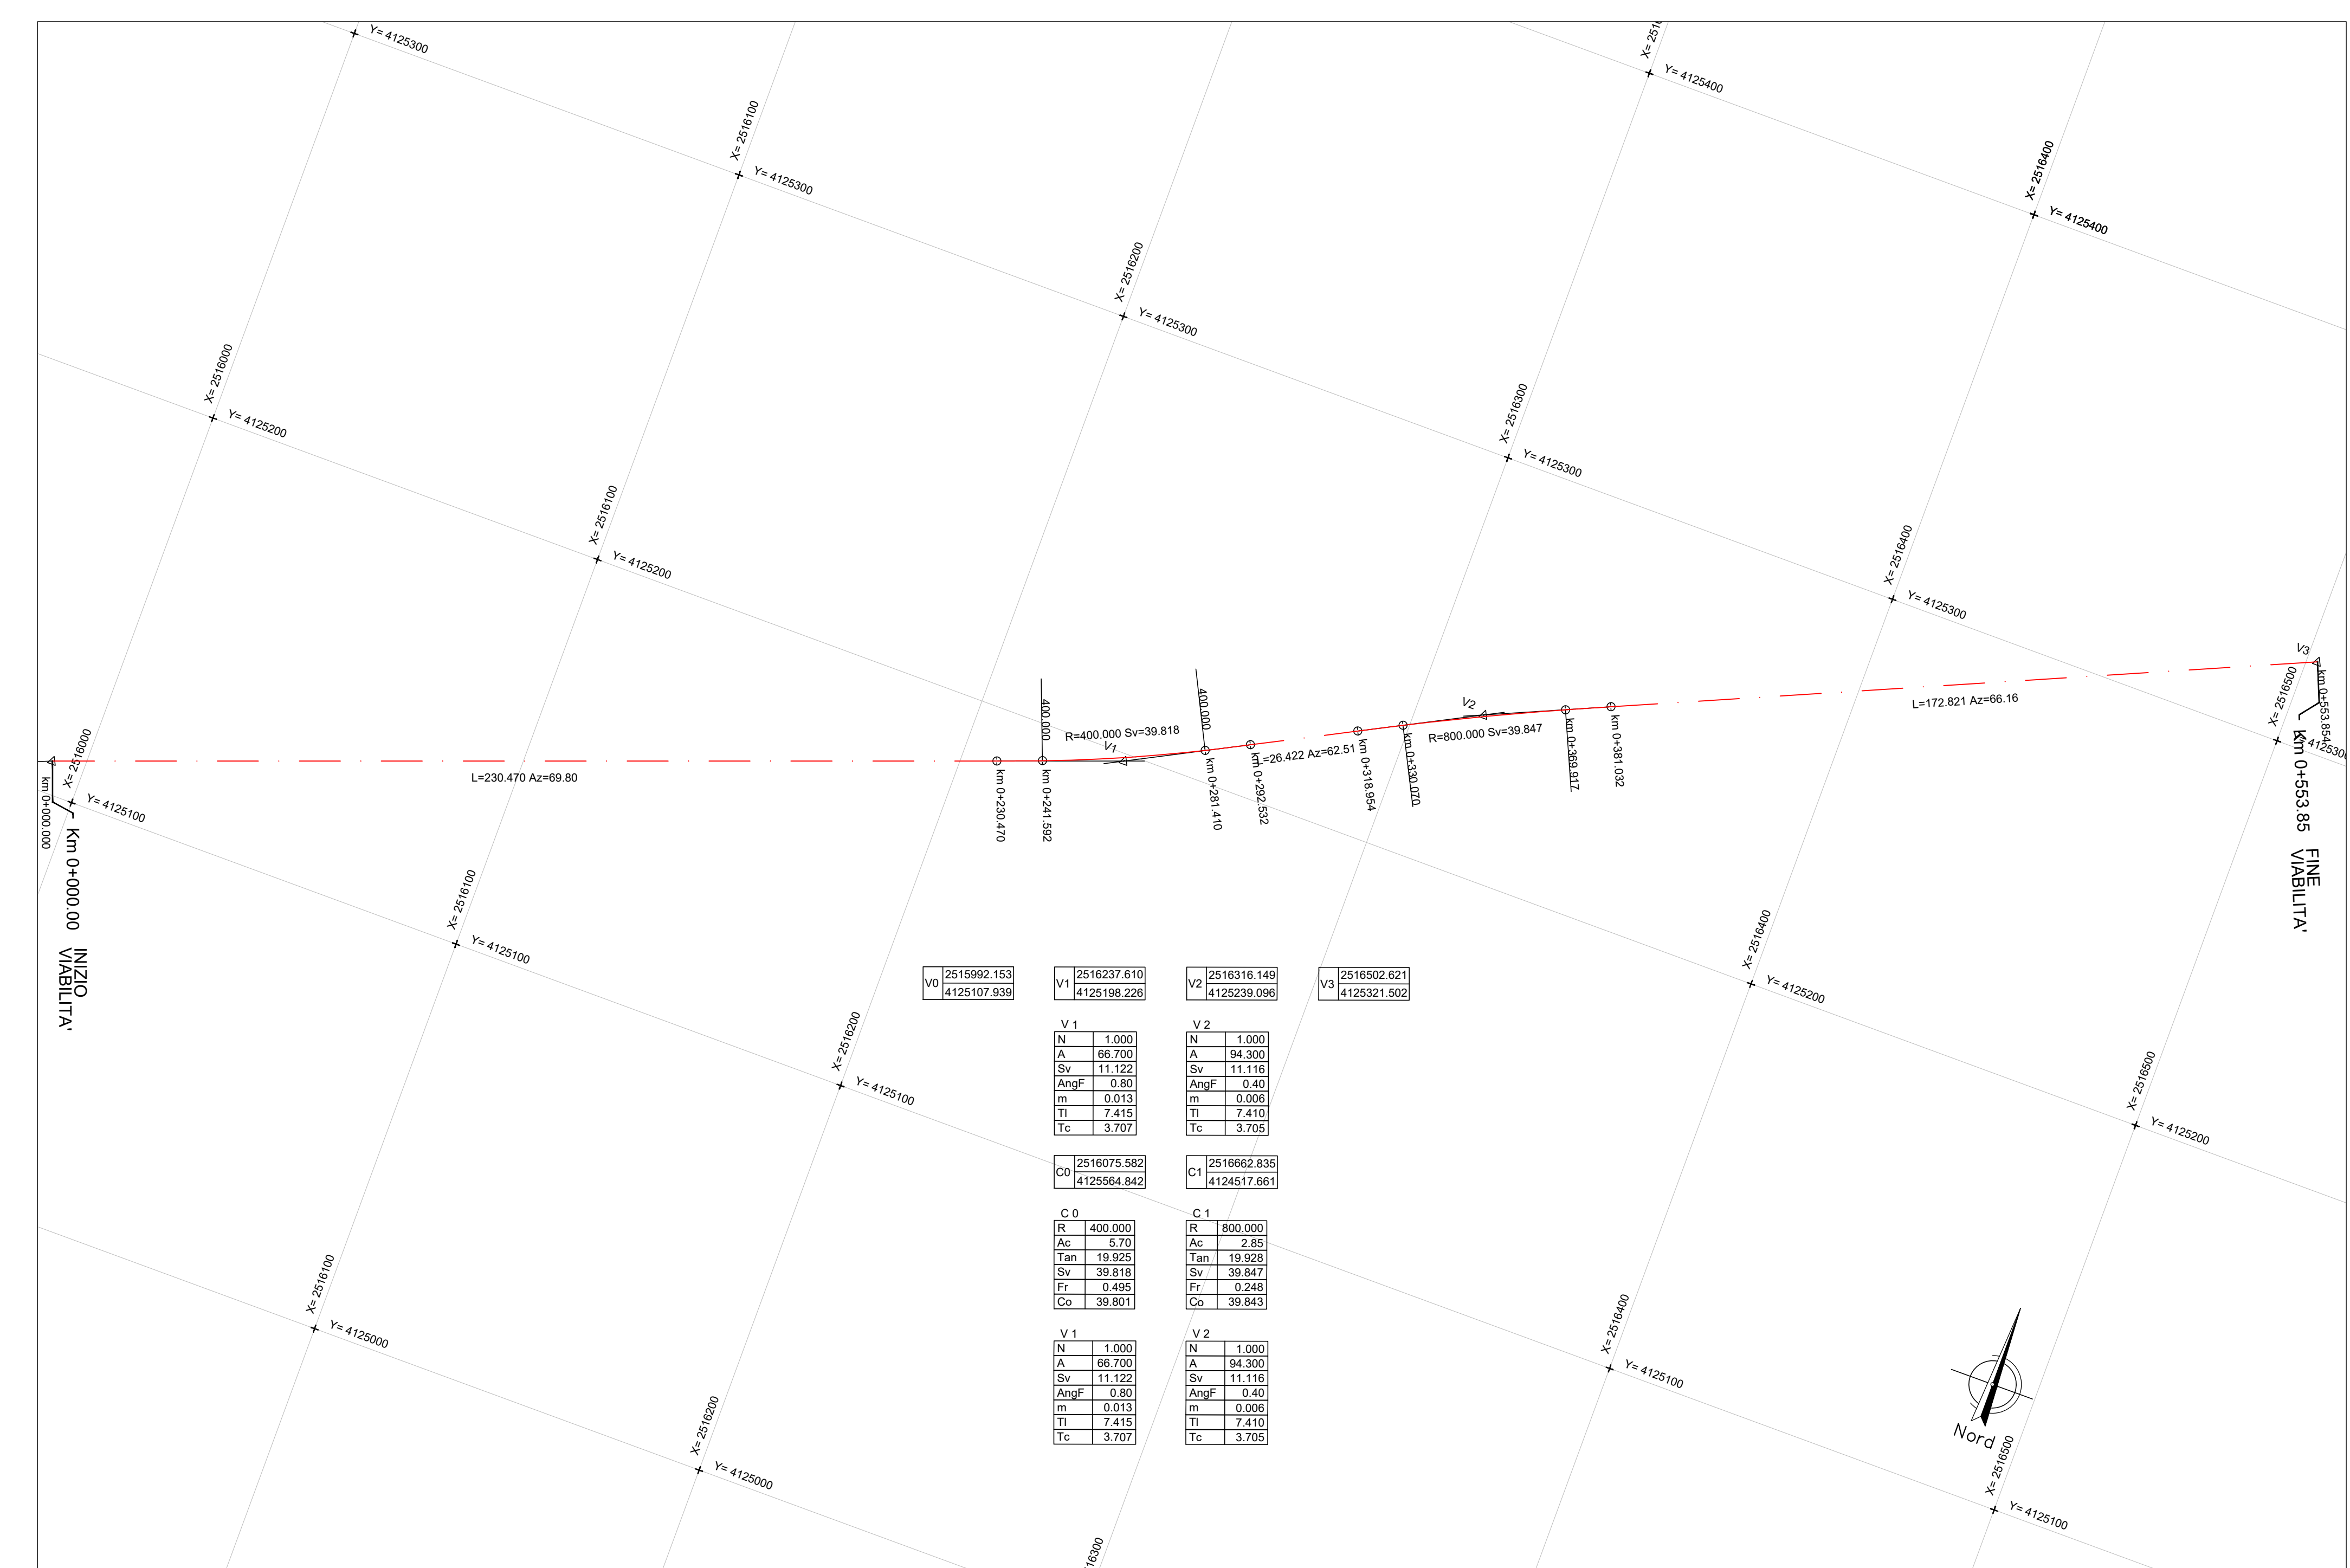 Y= 4125300
X= 2516
Y= 4125400
X= 2516100
Y= 4125300
X= 2516400
Y= 4125400
X= 2516200
Y= 4125300
X= 2516000
Y= 4125200
X= 2516300
Y= 4125300
X= 2516100
Y= 4125200
X= 2516400
Y= 4125300
X= 2516500
4125300
X= 2516000
Y= 4125100
km 0+000.000
Km 0+000.00
INIZIO
VIABILITA'
L=230.470 Az=69.80
km 0+230.470
400.000
km 0+241.592
R=400.000 Sv=39.818
V1
400.000
km 0+281.410
km 0+292.532
L=26.422 Az=62.51
km 0+318.954
km 0+330.070
V2
R=800.000 Sv=39.847
km 0+369.917
km 0+381.032
L=172.821 Az=66.16
V3
km 0+553.854
Km 0+553.85
FINE
VIABILITA'
X= 2516100
Y= 4125100
X= 2516400
Y= 4125200
X= 2516200
Y= 4125100
X= 2516500
Y= 4125200
V0 2515992.153
4125107.939
V1 2516237.610
4125198.226
V2 2516316.149
4125239.096
V3 2516502.621
4125321.502
V 1
N 1.000
A 66.700
Sv 11.122
AngF 0.80
m 0.013
Tl 7.415
Tc 3.707
V 2
N 1.000
A 94.300
Sv 11.116
AngF 0.40
m 0.006
Tl 7.410
Tc 3.705
C0 2516075.582
4125564.842
C1 2516662.835
4124517.661
C 0
R 400.000
Ac 5.70
Tan 19.925
Sv 39.818
Fr 0.495
Co 39.801
C 1
R 800.000
Ac 2.85
Tan 19.928
Sv 39.847
Fr 0.248
Co 39.843
V 1
N 1.000
A 66.700
Sv 11.122
AngF 0.80
m 0.013
Tl 7.415
Tc 3.707
V 2
N 1.000
A 94.300
Sv 11.116
AngF 0.40
m 0.006
Tl 7.410
Tc 3.705
X= 2516100
Y= 4125000
X= 2516400
Y= 4125100
X= 2516200
Y= 4125000
Nord
X= 2516500
Y= 4125100
16300